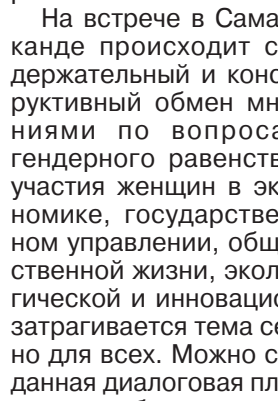 На встрече в Сама
канде происходит с
держательный и конс
руктивный обмен мн
ниями по вопроса
гендерного равенств
участия женщин в эк
номике, государстве
ном управлении, общ
ственной жизни, экол
гической и инноваци
затрагивается тема се
но для всех. Можно с
данная диалоговая пл